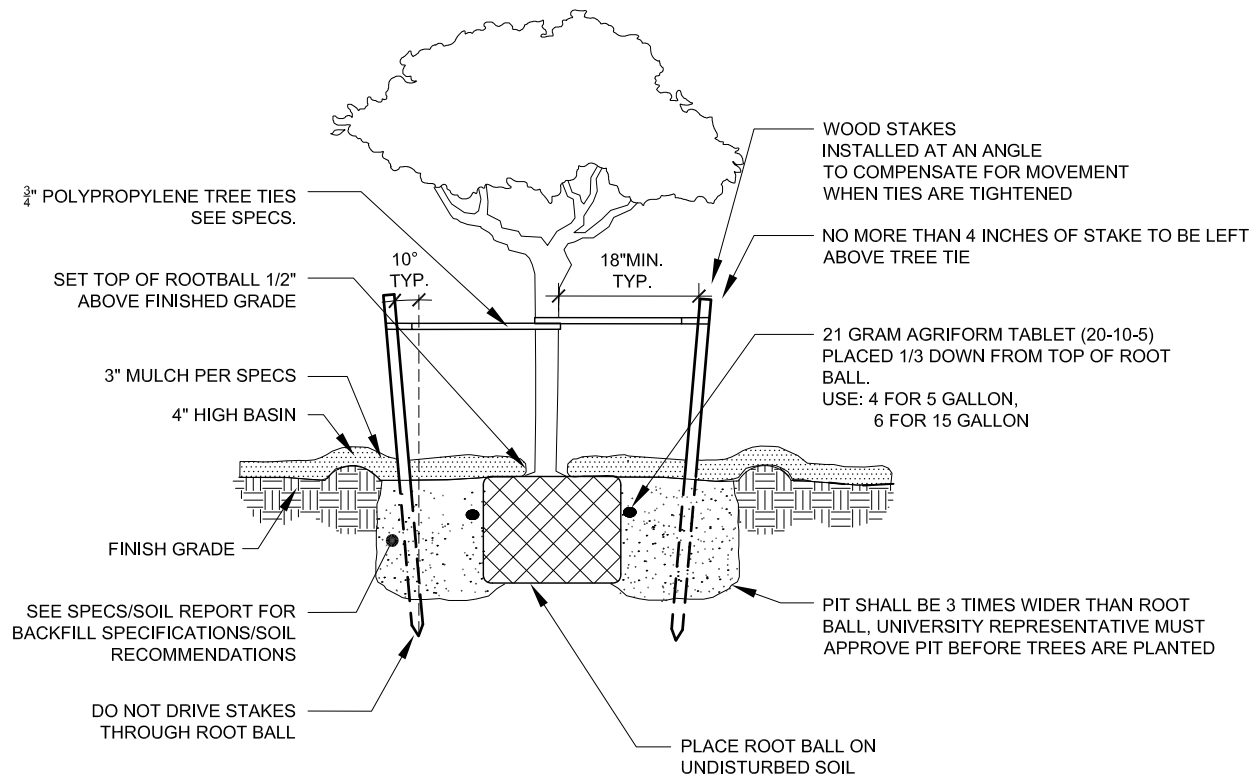 3/4" POLYPROPYLENE TREE TIES
SEE SPECS.
SET TOP OF ROOTBALL 1/2"
ABOVE FINISHED GRADE
3" MULCH PER SPECS
4" HIGH BASIN
FINISH GRADE
SEE SPECS/SOIL REPORT FOR
BACKFILL SPECIFICATIONS/SOIL
RECOMMENDATIONS
DO NOT DRIVE STAKES
THROUGH ROOT BALL
10°
TYP.
18"MIN.
TYP.
WOOD STAKES
INSTALLED AT AN ANGLE
TO COMPENSATE FOR MOVEMENT
WHEN TIES ARE TIGHTENED
NO MORE THAN 4 INCHES OF STAKE TO BE LEFT
ABOVE TREE TIE
21 GRAM AGRIFORM TABLET (20-10-5)
PLACED 1/3 DOWN FROM TOP OF ROOT
BALL.
USE: 4 FOR 5 GALLON,
6 FOR 15 GALLON
PIT SHALL BE 3 TIMES WIDER THAN ROOT
BALL, UNIVERSITY REPRESENTATIVE MUST
APPROVE PIT BEFORE TREES ARE PLANTED
PLACE ROOT BALL ON
UNDISTURBED SOIL